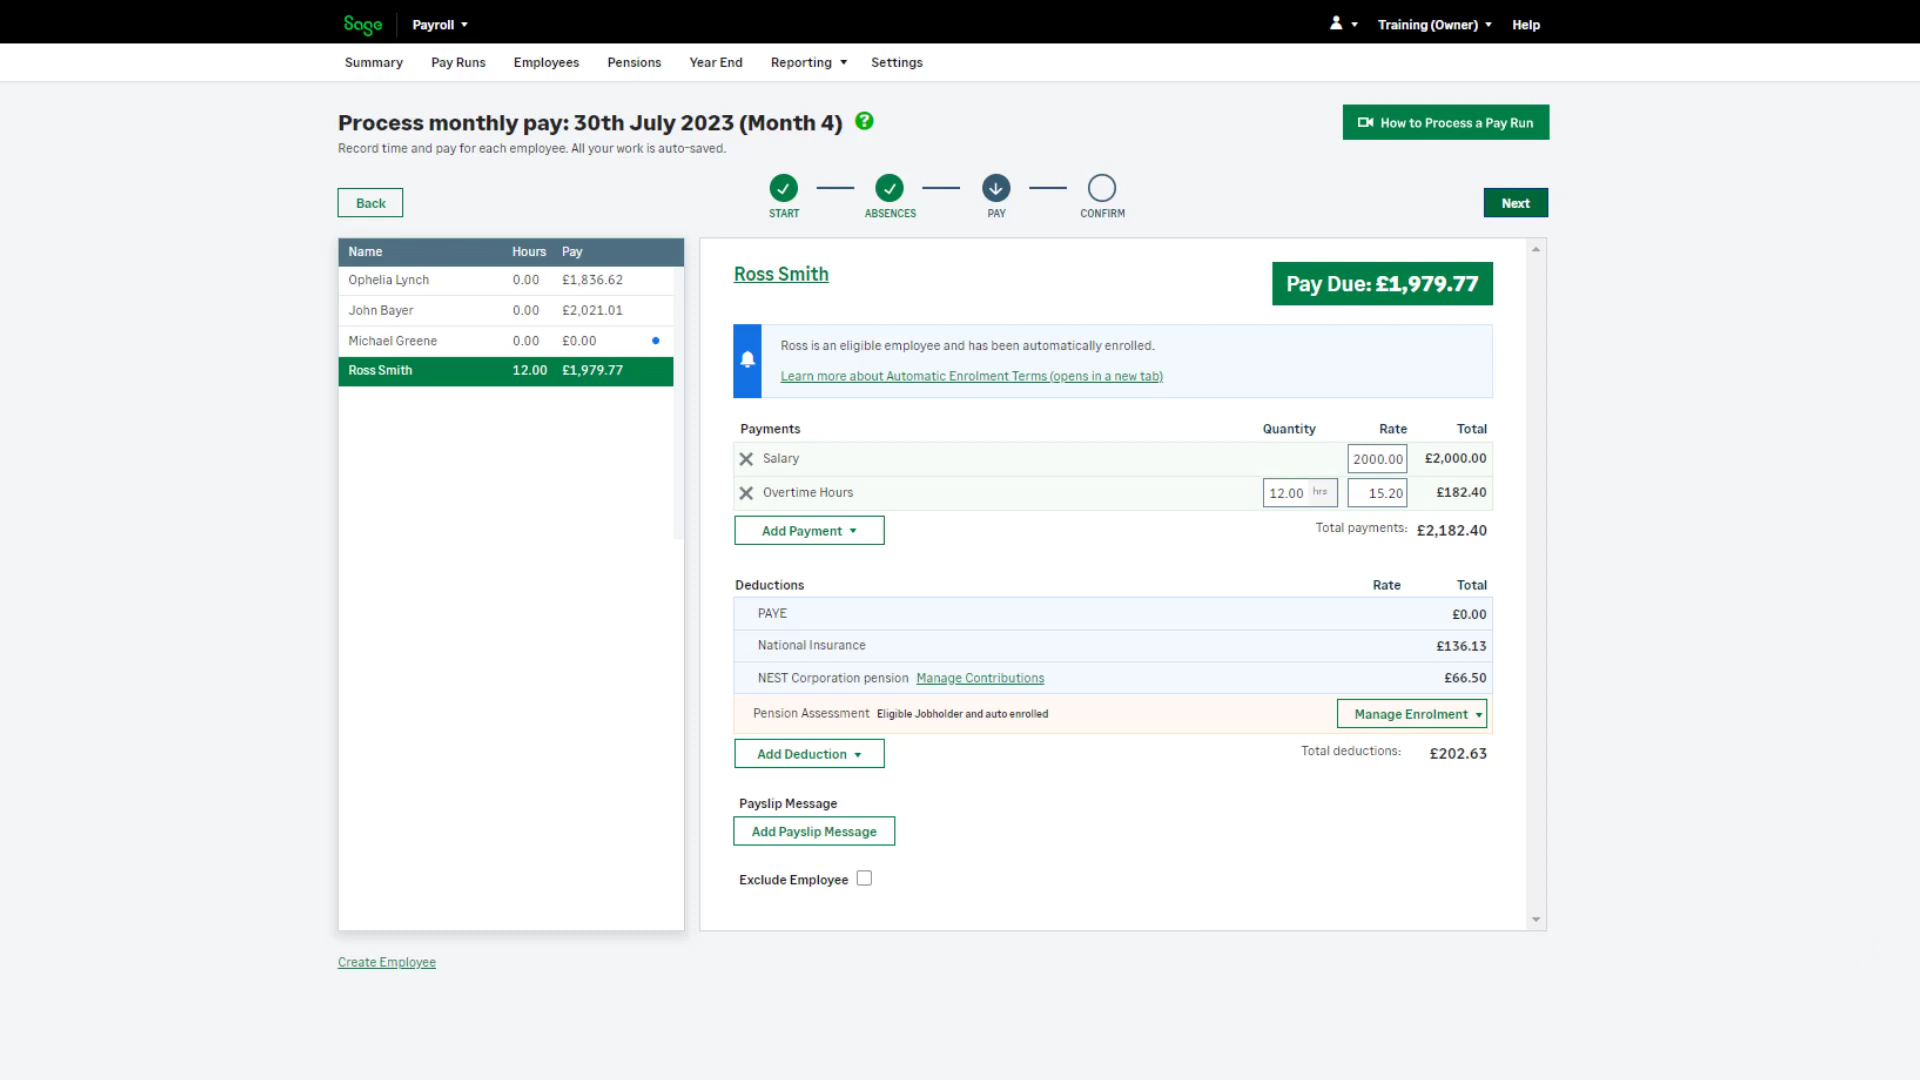 Sage Payroll Training (Owner) Help
Summary Pay Runs Employees Pensions Year End Reporting Settings
Process monthly pay: 30th July 2023 (Month 4) ?
How to Process a Pay Run
Record time and pay for each employee. All your work is auto-saved.
Back
START ABSENCES PAY CONFIRM
Next
Name Hours Pay
Ophelia Lynch 0.00 £1,836.62
John Bayer 0.00 £2,021.01
Michael Greene 0.00 £0.00
Ross Smith 12.00 £1,979.77
Ross Smith
Pay Due: £1,979.77
Ross is an eligible employee and has been automatically enrolled.
Learn more about Automatic Enrolment Terms (opens in a new tab)
Payments Quantity Rate Total
Salary 2000.00 £2,000.00
Overtime Hours 12.00 hrs 15.20 £182.40
Add Payment Total payments: £2,182.40
Deductions Rate Total
PAYE £0.00
National Insurance £136.13
NEST Corporation pension Manage Contributions £66.50
Pension Assessment Eligible Jobholder and auto enrolled Manage Enrolment
Add Deduction Total deductions: £202.63
Payslip Message
Add Payslip Message
Exclude Employee
Create Employee